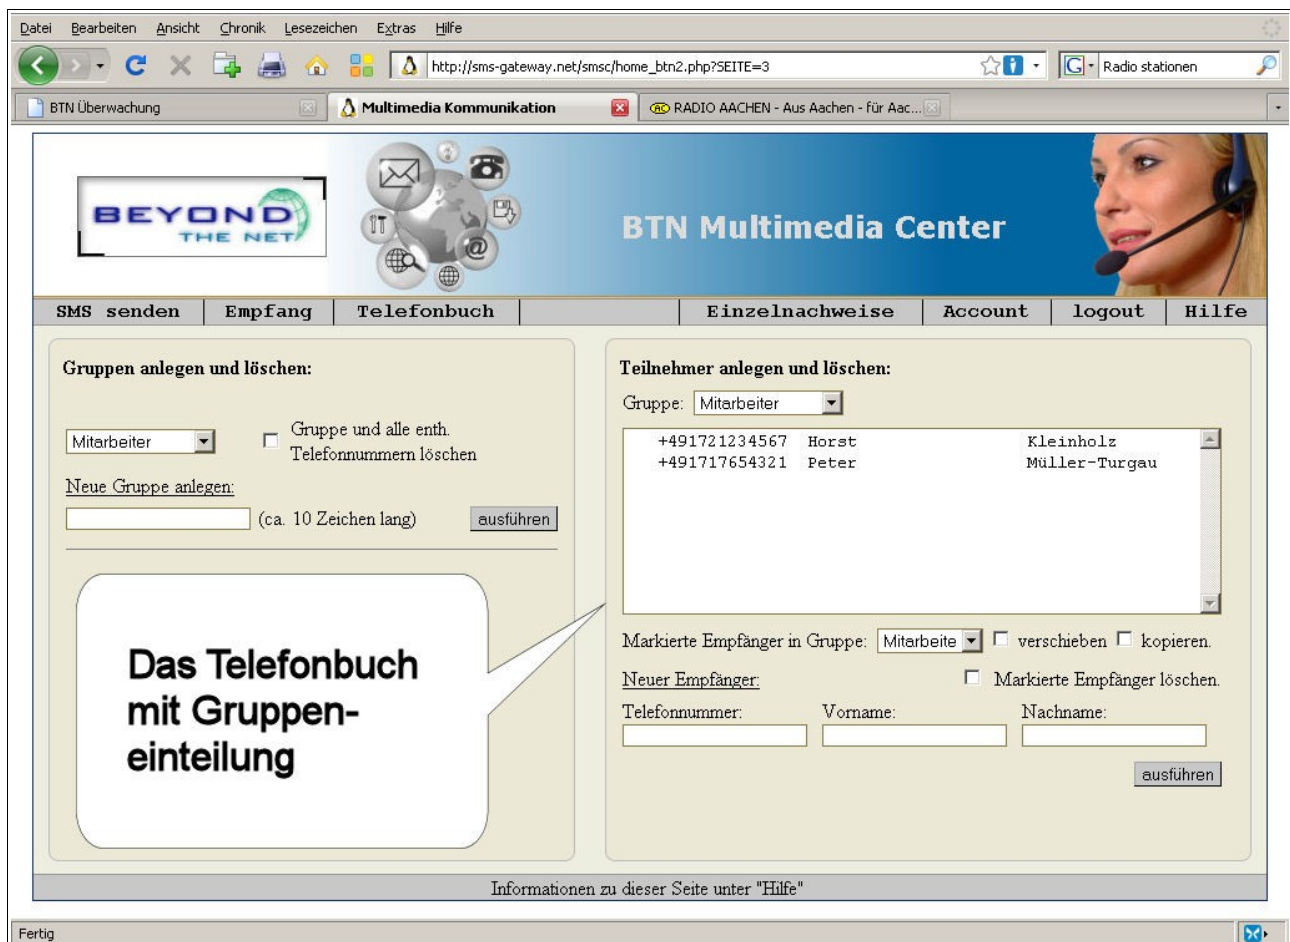 Datei Bearbeiten Ansicht Chronik Lesezeichen Extras Hilfe
http://sms-gateway.net/smsc/home_btn2.php?SEITE=3
G Radio stationen
BTN Überwachung
Multimedia Kommunikation
RADIO AACHEN - Aus Aachen - für Aac...
BEYOND
THE NET
BTN Multimedia Center
SMS senden Empfang Telefonbuch Einzelnachweise Account logout Hilfe
Gruppen anlegen und löschen:
Mitarbeiter
Gruppe und alle enth.
Telefonnummern löschen
Neue Gruppe anlegen:
(ca. 10 Zeichen lang) ausführen
Das Telefonbuch
mit Gruppen-
einteilung
Teilnehmer anlegen und löschen:
Gruppe: Mitarbeiter
+491721234567 Horst Kleinholz
+491717654321 Peter Müller-Turgau
Markierte Empfänger in Gruppe: Mitarbeite verschieben kopieren.
Neuer Empfänger: Markierte Empfänger löschen.
Telefonnummer: Vorname: Nachname:
ausführen
Informationen zu dieser Seite unter "Hilfe"
Fertig